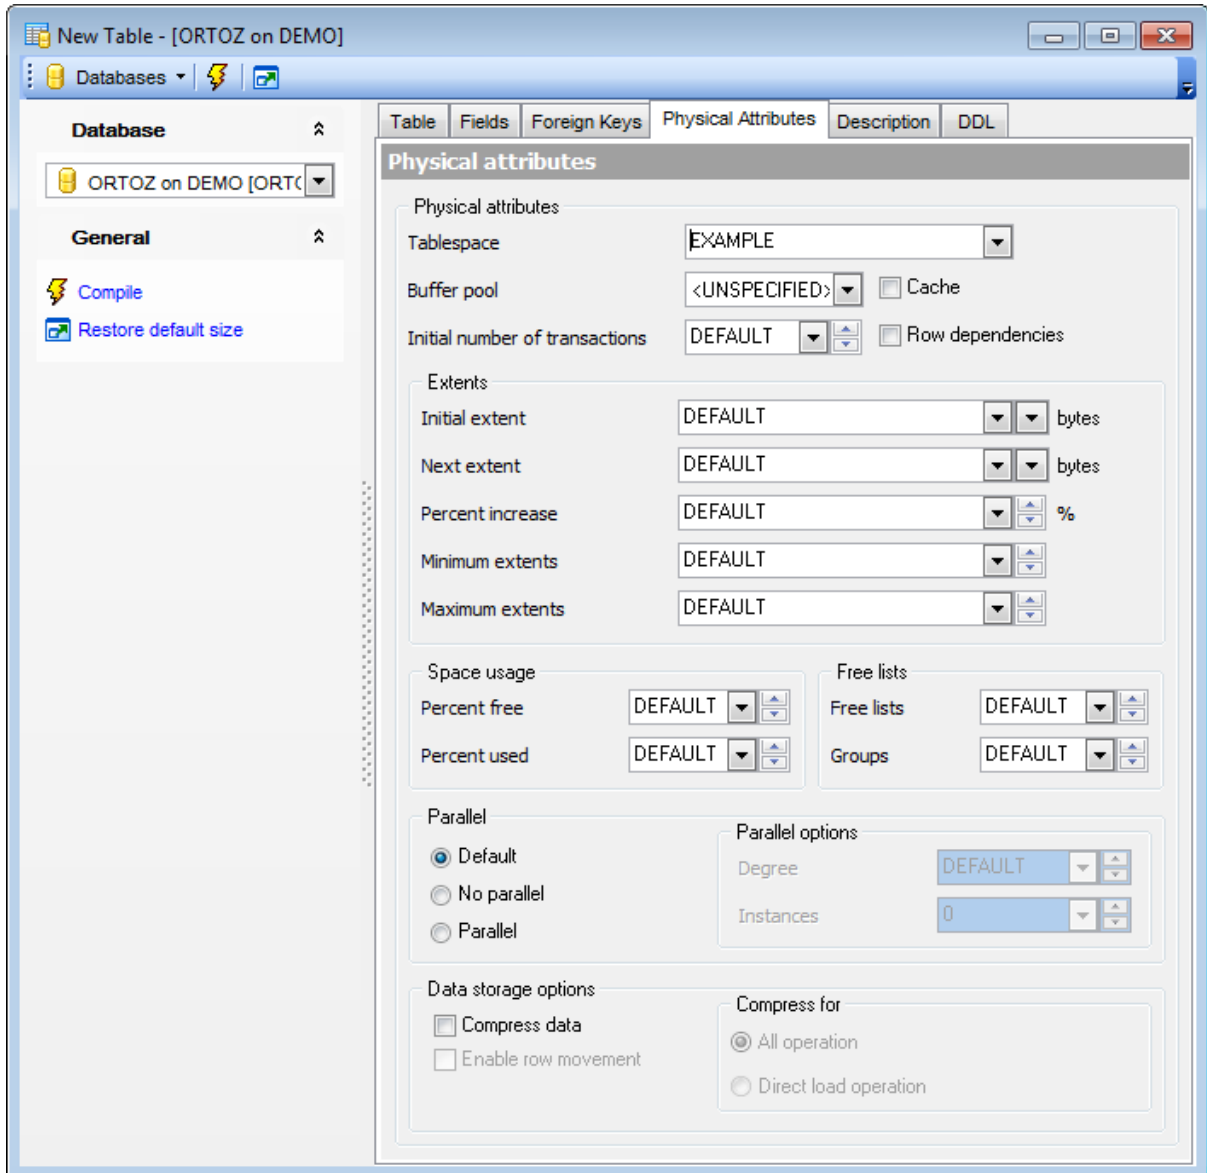 New Table - [ORTOZ on DEMO]
Databases
Database
ORTOZ on DEMO [ORTC
General
Compile
Restore default size
Table Fields Foreign Keys Physical Attributes Description DDL
Physical attributes
Physical attributes
Tablespace EXAMPLE
Buffer pool <UNSPECIFIED> Cache
Initial number of transactions DEFAULT Row dependencies
Extents
Initial extent DEFAULT bytes
Next extent DEFAULT bytes
Percent increase DEFAULT %
Minimum extents DEFAULT
Maximum extents DEFAULT
Space usage
Percent free DEFAULT
Percent used DEFAULT
Free lists
Free lists DEFAULT
Groups DEFAULT
Parallel
Default
No parallel
Parallel
Parallel options
Degree DEFAULT
Instances 0
Data storage options
Compress data
Enable row movement
Compress for
All operation
Direct load operation